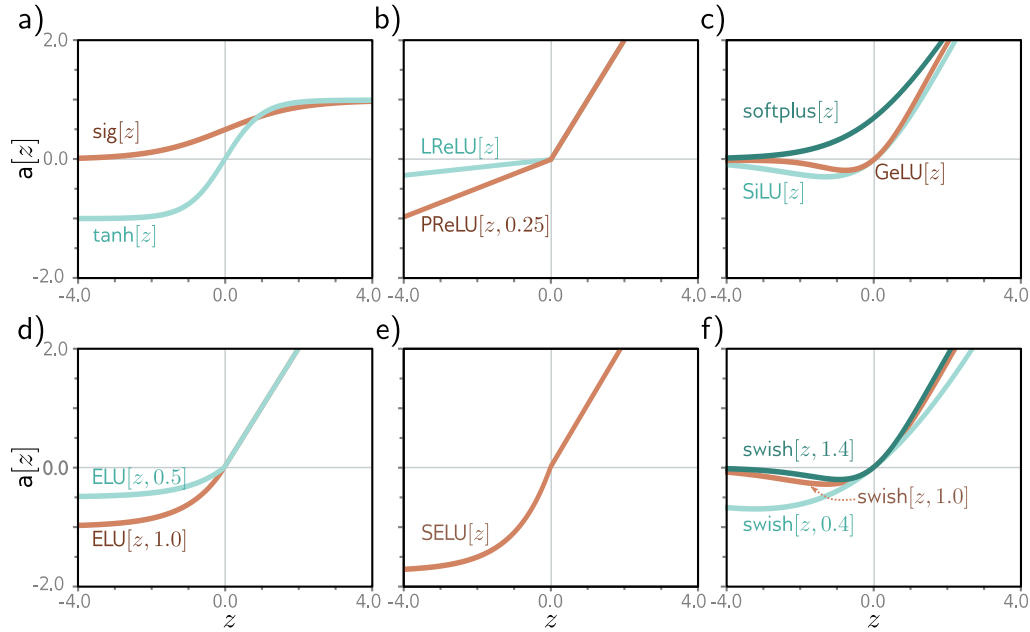 a)
b)
c)
2.0
sig[z]
softplus[z]
LReLU[z]
a[z]
0.0
GeLU[z]
SiLU[z]
PReLU[z, 0.25]
tanh[z]
-2.0
-4.0 0.0 4.0
-4.0 0.0 4.0
-4.0 0.0 4.0
d)
e)
f)
2.0
a[z]
0.0
ELU[z, 0.5]
swish[z, 1.4]
swish[z, 1.0]
ELU[z, 1.0]
SELU[z]
swish[z, 0.4]
-2.0
-4.0 0.0 4.0
-4.0 0.0 4.0
-4.0 0.0 4.0
z
z
z